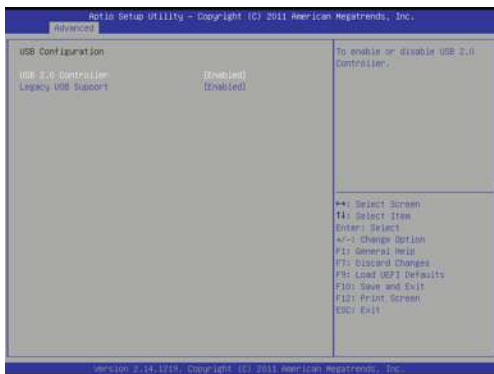 Aptio Setup Utility - Copyright (C) 2011 American Megatrends, Inc.
Advanced
USB Configuration
USB 2.0 Controller [Enabled]
Legacy USB Support [Enabled]
To enable or disable USB 2.0
Controller.
↔: Select Screen
↑↓: Select Item
Enter: Select
+/-: Change Option
F1: General Help
F7: Discard Changes
F9: Load UEFI Defaults
F10: Save and Exit
F12: Print Screen
ESC: Exit
Version 2.14.1219. Copyright (C) 2011 American Megatrends, Inc.